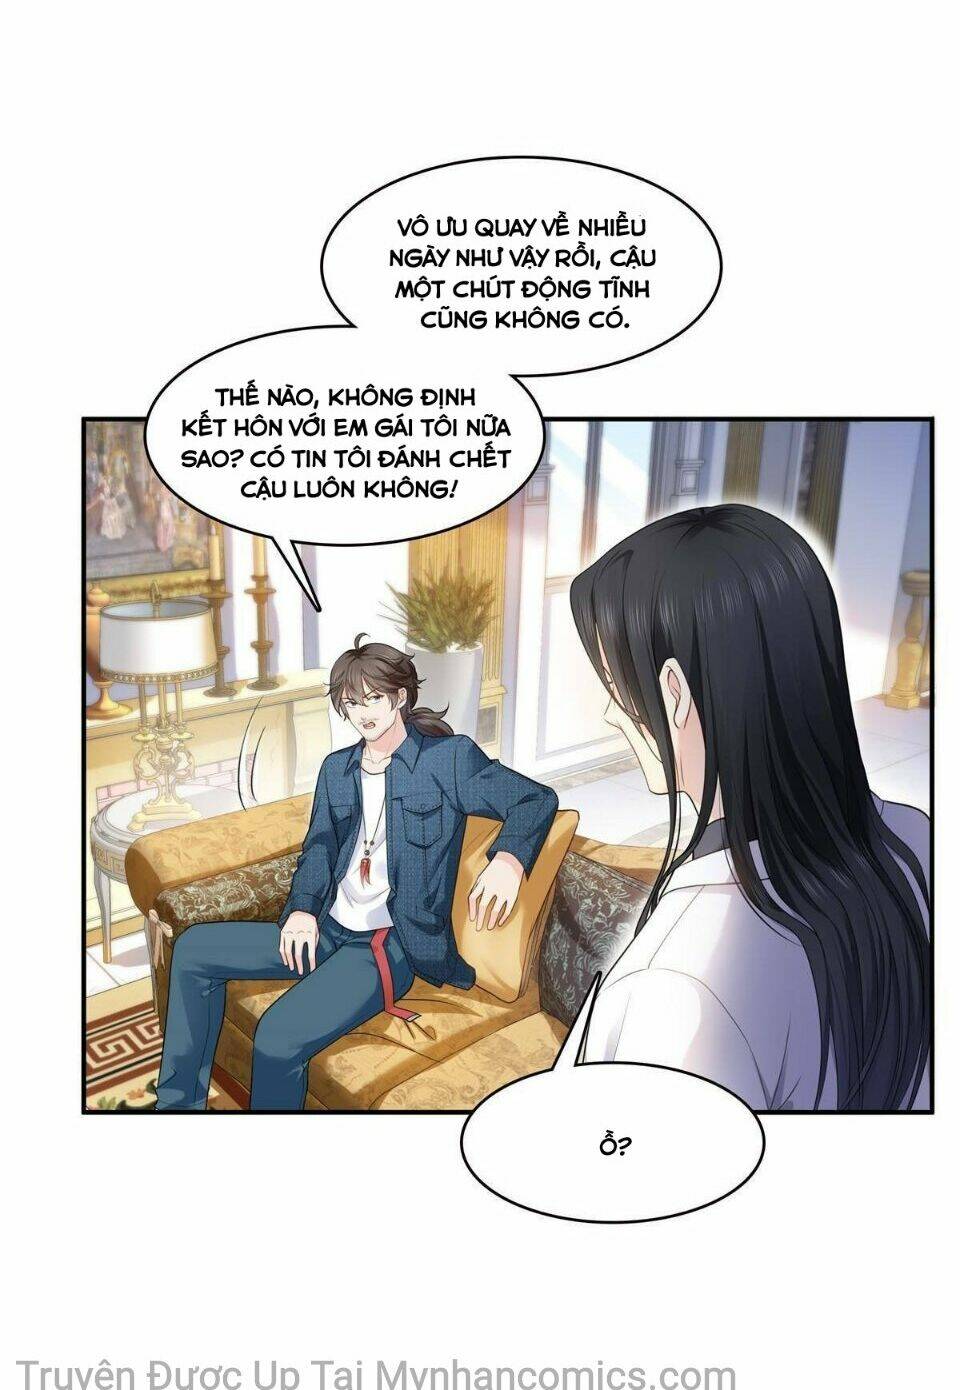 VÔ ƯU QUAY VỀ NHIỀU
NGÀY NHƯ VẬY RỒI, CẬU
MỘT CHÚT ĐỘNG TĨNH
CŨNG KHÔNG CÓ.
THẾ NÀO, KHÔNG ĐỊNH
KẾT HÔN VỚI EM GÁI TÔI NỮA
SAO? CÓ TIN TÔI ĐÁNH CHẾT
CẬU LUÔN KHÔNG!
Ồ?
Truyện Được Up Tại Mynhancomics.com